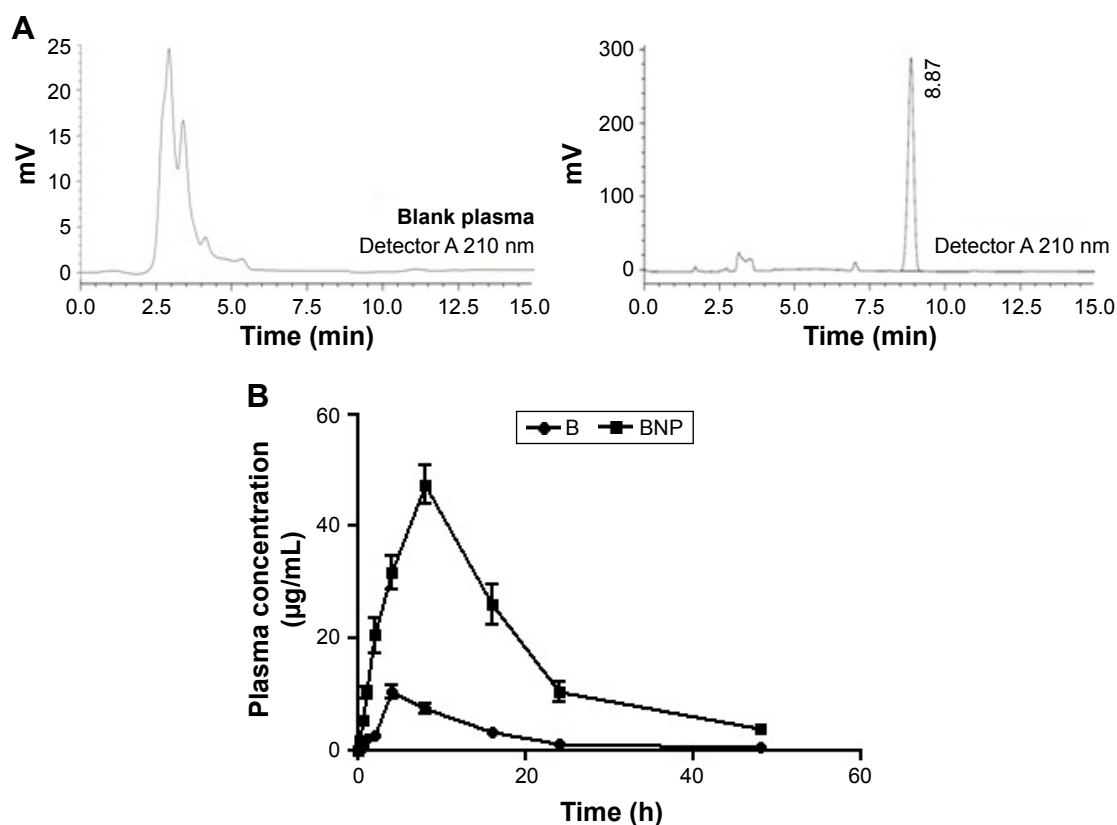 A
25
20
15
10
5
0
mV
Blank plasma
Detector A 210 nm
0.0 2.5 5.0 7.5 10.0 12.5 15.0
Time (min)
300
200
100
0
mV
8.87
Detector A 210 nm
0.0 2.5 5.0 7.5 10.0 12.5 15.0
Time (min)
B
60
40
20
0
Plasma concentration
(µg/mL)
B BNP
0 20 40 60
Time (h)